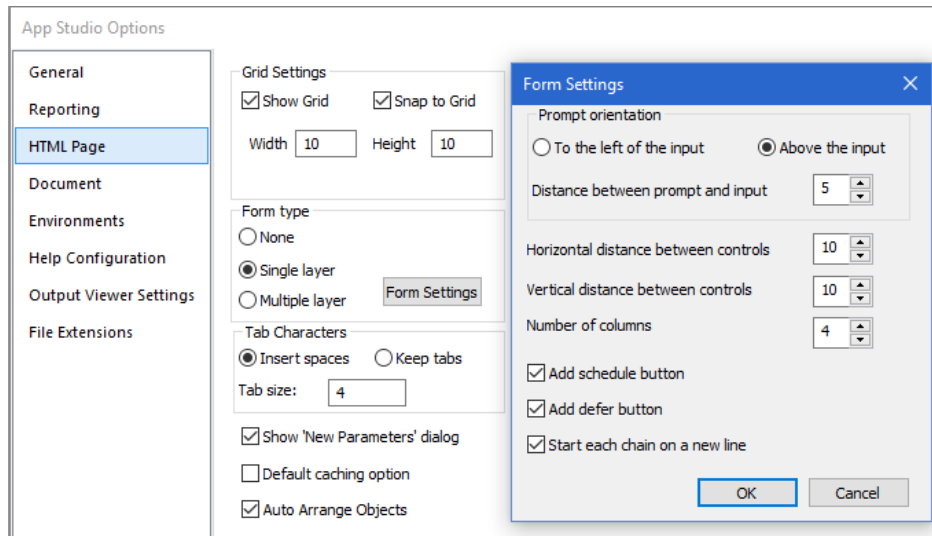 App Studio Options
General
Reporting
HTML Page
Document
Environments
Help Configuration
Output Viewer Settings
File Extensions
Grid Settings
Show Grid Snap to Grid
Width 10 Height 10
Form type
None
Single layer
Multiple layer Form Settings
Tab Characters
Insert spaces Keep tabs
Tab size: 4
Show 'New Parameters' dialog
Default caching option
Auto Arrange Objects
Form Settings
Prompt orientation
To the left of the input Above the input
Distance between prompt and input 5
Horizontal distance between controls 10
Vertical distance between controls 10
Number of columns 4
Add schedule button
Add defer button
Start each chain on a new line
OK Cancel